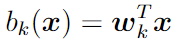 b_k(𝒙) = 𝒘_k^T 𝒙